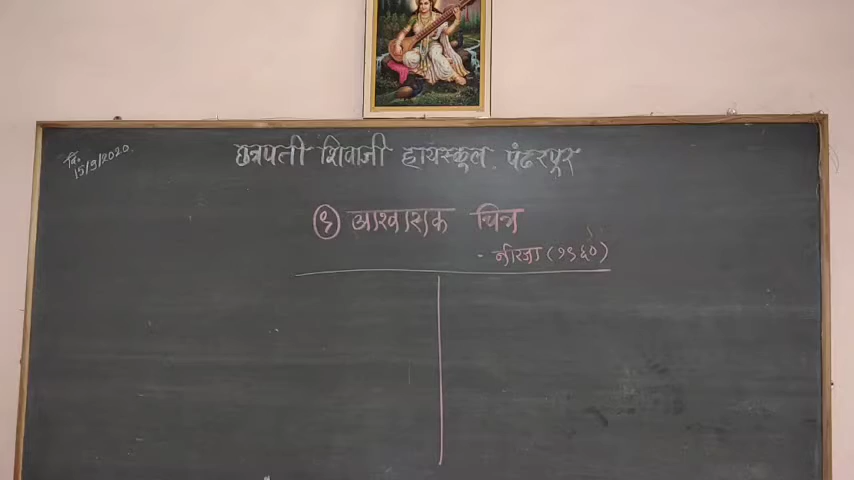 दि. 15/9/2020.
छत्रपती शिवाजी हायस्कूल. पंढरपूर
९ आश्वासक चित्र
- नीरजा (१९६०)